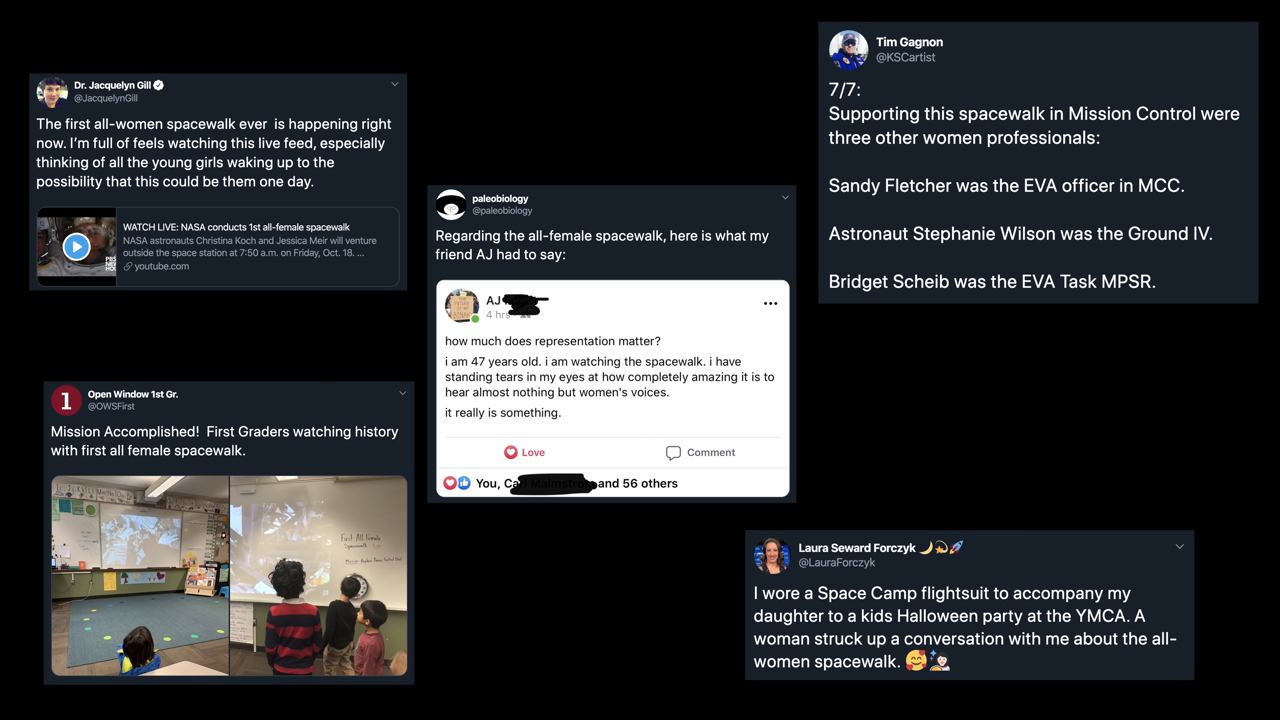 Dr. Jacquelyn Gill
@JacquelynGill
The first all-women spacewalk ever is happening right
now. I'm full of feels watching this live feed, especially
thinking of all the young girls waking up to the
possibility that this could be them one day.
WATCH LIVE: NASA conducts 1st all-female spacewalk
NASA astronauts Christina Koch and Jessica Meir will venture
outside the space station at 7:50 a.m. on Friday, Oct. 18. ...
youtube.com
Open Window 1st Gr.
@OWSFirst
Mission Accomplished! First Graders watching history
with first all female spacewalk.
First All Female
Spacewalk
paleobiology
@paleobiology
Regarding the all-female spacewalk, here is what my
friend AJ had to say:
AJ
4 hrs
how much does representation matter?
i am 47 years old. i am watching the spacewalk. i have
standing tears in my eyes at how completely amazing it is to
hear almost nothing but women's voices.
it really is something.
Love
Comment
You, and 56 others
Tim Gagnon
@KSCartist
7/7:
Supporting this spacewalk in Mission Control were
three other women professionals:
Sandy Fletcher was the EVA officer in MCC.
Astronaut Stephanie Wilson was the Ground IV.
Bridget Scheib was the EVA Task MPSR.
Laura Seward Forczyk 🌙💫🚀
@LauraForczyk
I wore a Space Camp flightsuit to accompany my
daughter to a kids Halloween party at the YMCA. A
woman struck up a conversation with me about the all-
women spacewalk. 🥰👩🏻‍🚀